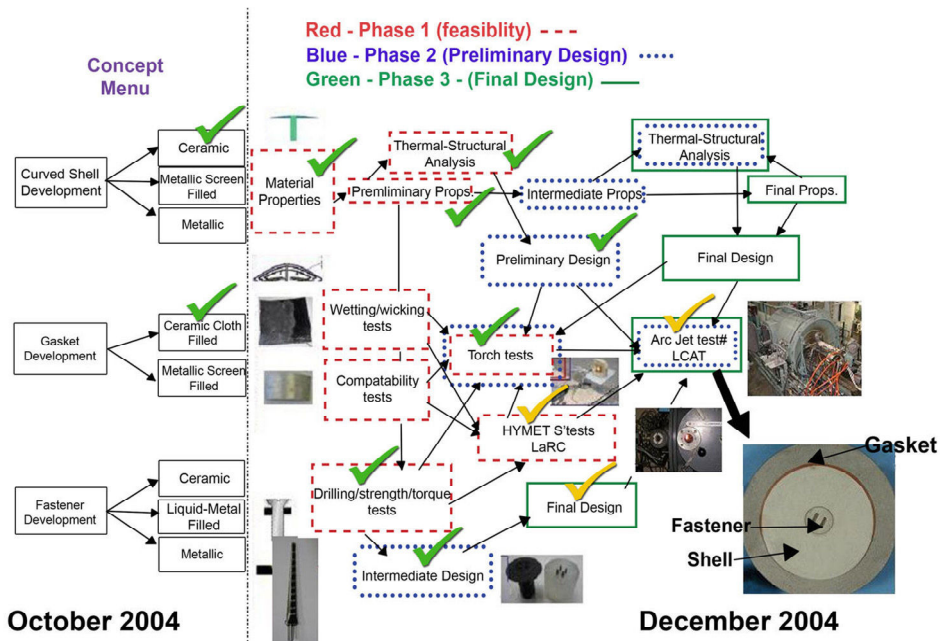 Red - Phase 1 (feasiblity)
Blue - Phase 2 (Preliminary Design)
Green - Phase 3 - (Final Design)
Concept
Menu
Curved Shell
Development
Ceramic
Metallic Screen
Filled
Metallic
Gasket
Development
Ceramic Cloth
Filled
Metallic Screen
Filled
Fastener
Development
Ceramic
Liquid-Metal
Filled
Metallic
Material
Properties
Thermal-Structural
Analysis
Premliminary Props.
Intermediate Props
Thermal-Structural
Analysis
Final Props.
Preliminary Design
Final Design
Wetting/wicking
tests
Torch tests
Arc Jet test#
LCAT
Compatability
tests
HYMET S'tests
LaRC
Drilling/strength/torque
tests
Final Design
Intermediate Design
Gasket
Fastener
Shell
October 2004
December 2004